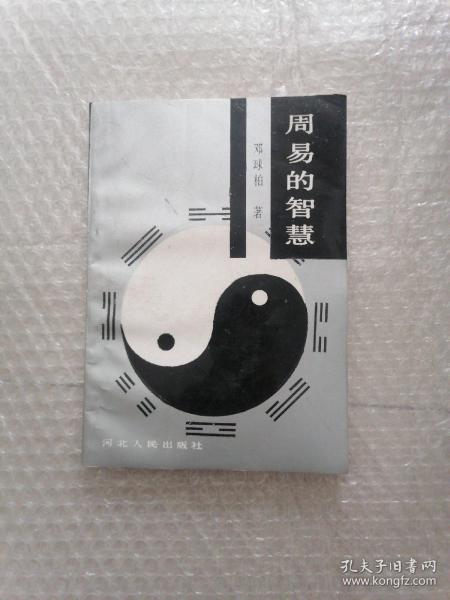 周易的智慧
邓球柏 著
河北人民出版社
孔夫子旧书网
www.kongfz.com